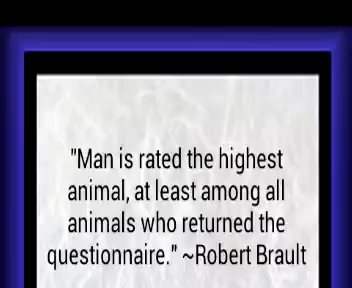 "Man is rated the highest
animal, at least among all
animals who returned the
questionnaire." ~Robert Brault